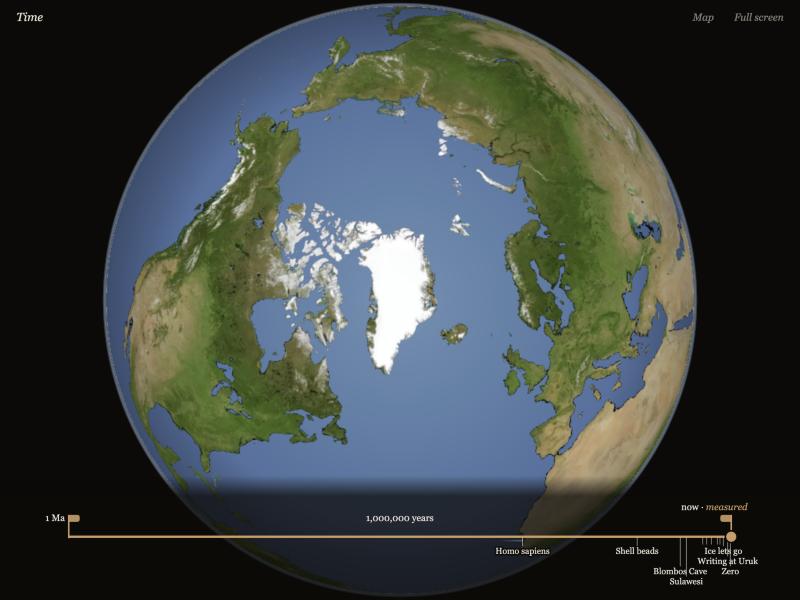 Time
Map
Full screen
now · measured
1 Ma
1,000,000 years
Homo sapiens
Shell beads
Ice lets go
Writing at Uruk
Blombos Cave
Zero
Sulawesi